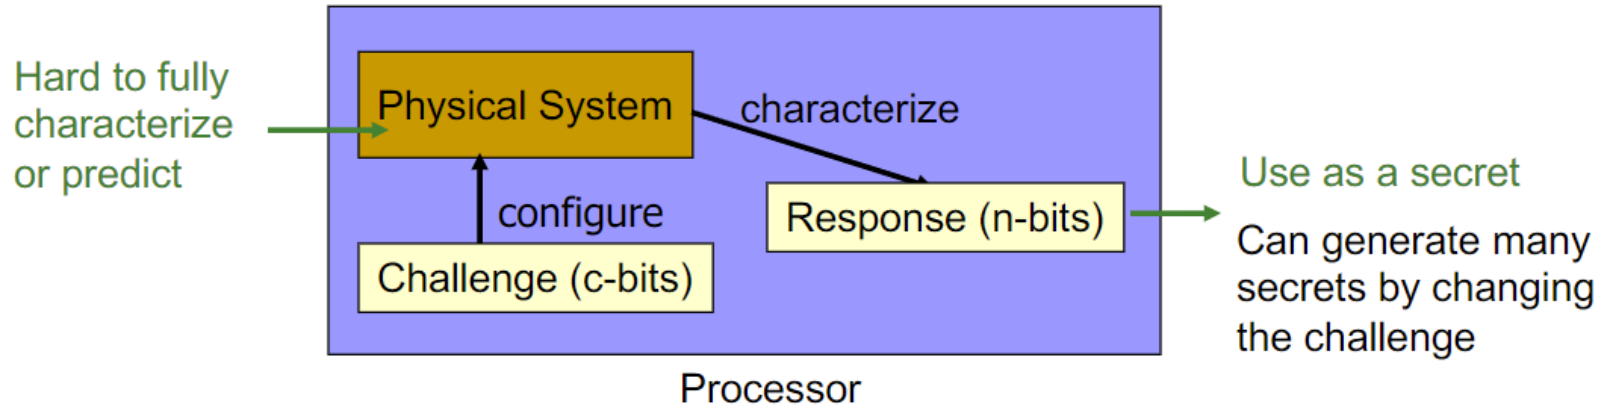 Hard to fully
characterize
or predict
Physical System
characterize
configure
Challenge (c-bits)
Response (n-bits)
Use as a secret
Can generate many
secrets by changing
the challenge
Processor